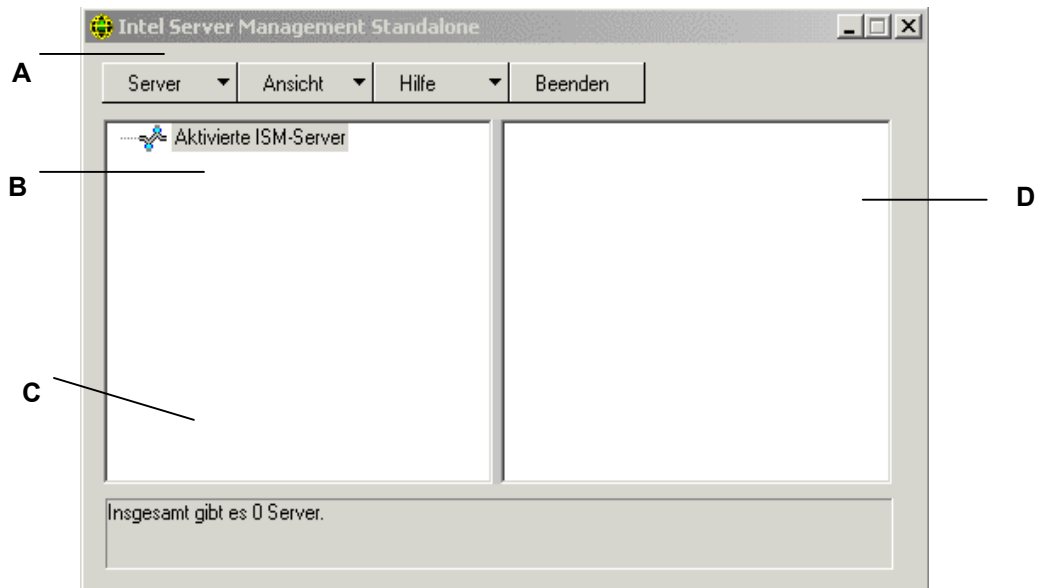 Intel Server Management Standalone
A
Server Ansicht Hilfe Beenden
Aktivierte ISM-Server
B
D
C
Insgesamt gibt es 0 Server.